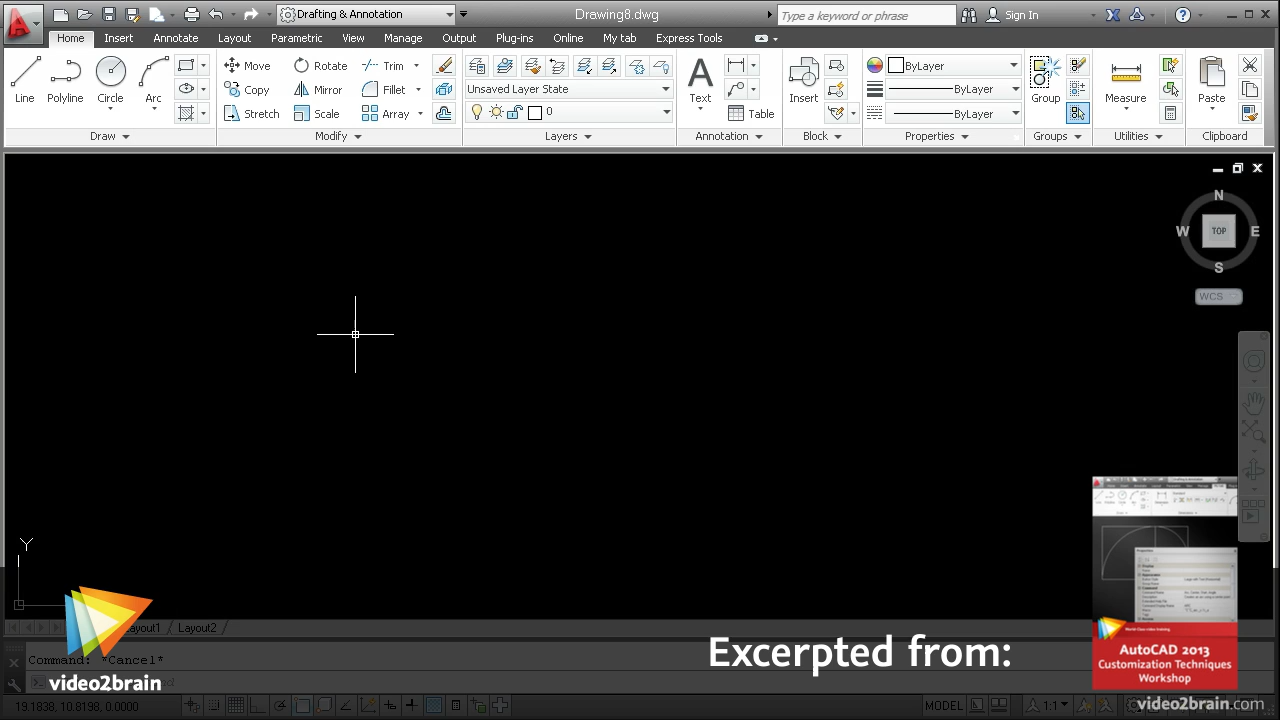 Drafting & Annotation
Drawing8.dwg
Type a keyword or phrase
Sign In
Home Insert Annotate Layout Parametric View Manage Output Plug-ins Online My tab Express Tools
Line Polyline Circle Arc
Draw
Move Rotate Trim
Copy Mirror Fillet
Stretch Scale Array
Modify
Unsaved Layer State
0
Layers
Text
Table
Annotation
Insert
Block
ByLayer
ByLayer
ByLayer
Properties
Group
Groups
Measure
Utilities
Paste
Clipboard
N
W TOP E
S
WCS
Y
Layout2
Command: *Cancel*
video2brain
19.1838, 10.8198, 0.0000
MODEL
1:1
Excerpted from:
AutoCAD 2013
Customization Techniques
Workshop
video2brain.com